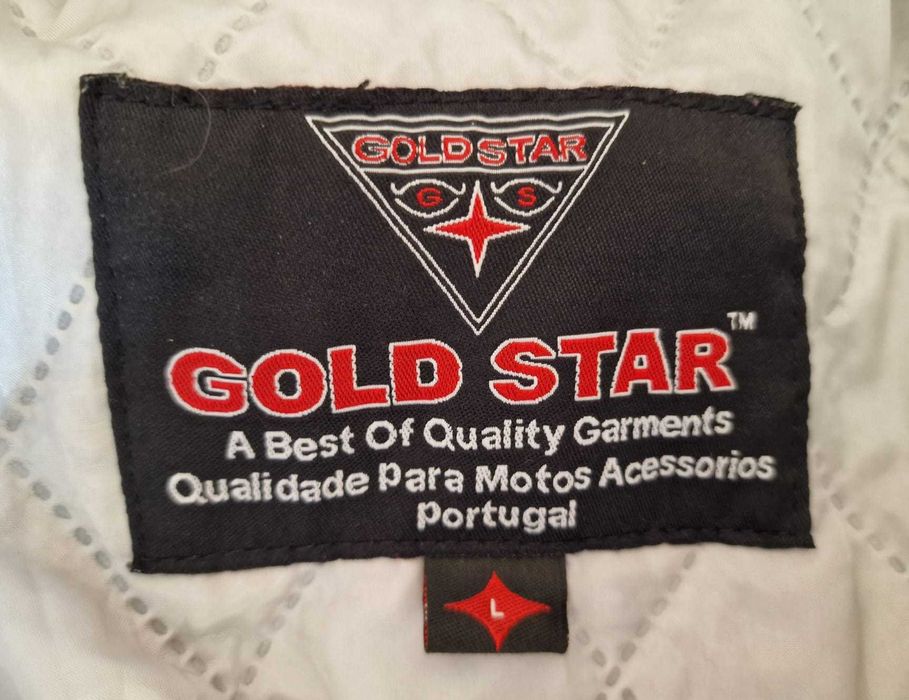 GOLD STAR
G S
GOLD STAR™
A Best Of Quality Garments
Qualidade Para Motos Acessorios
Portugal
L